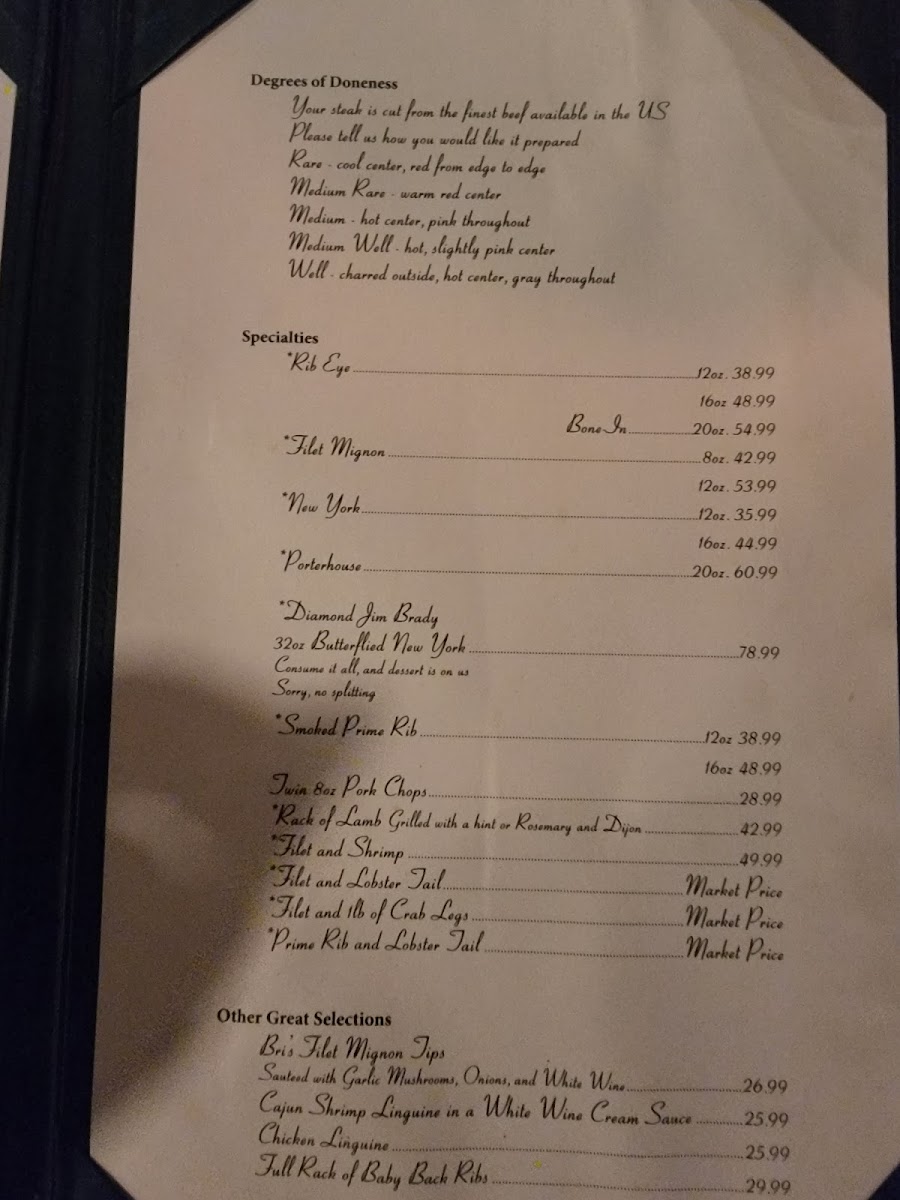 Degrees of Doneness
Your steak is cut from the finest beef available in the US
Please tell us how you would like it prepared
Rare - cool center, red from edge to edge
Medium Rare - warm red center
Medium - hot center, pink throughout
Medium Well - hot, slightly pink center
Well - charred outside, hot center, gray throughout
Specialties
*Rib Eye 12oz. 38.99
16oz 48.99
Bone-In 20oz. 54.99
*Filet Mignon 8oz. 42.99
12oz. 53.99
*New York 12oz. 35.99
16oz. 44.99
*Porterhouse 20oz. 60.99
*Diamond Jim Brady
32oz Butterflied New York 78.99
Consume it all, and dessert is on us
Sorry, no splitting
*Smoked Prime Rib 12oz 38.99
16oz 48.99
Twin 8oz Pork Chops 28.99
*Rack of Lamb Grilled with a hint or Rosemary and Dijon 42.99
*Filet and Shrimp 49.99
*Filet and Lobster Tail Market Price
*Filet and 1lb of Crab Legs Market Price
*Prime Rib and Lobster Tail Market Price
Other Great Selections
Bri's Filet Mignon Tips
Sauteed with Garlic Mushrooms, Onions, and White Wine 26.99
Cajun Shrimp Linguine in a White Wine Cream Sauce 25.99
Chicken Linguine 25.99
Full Rack of Baby Back Ribs 29.99